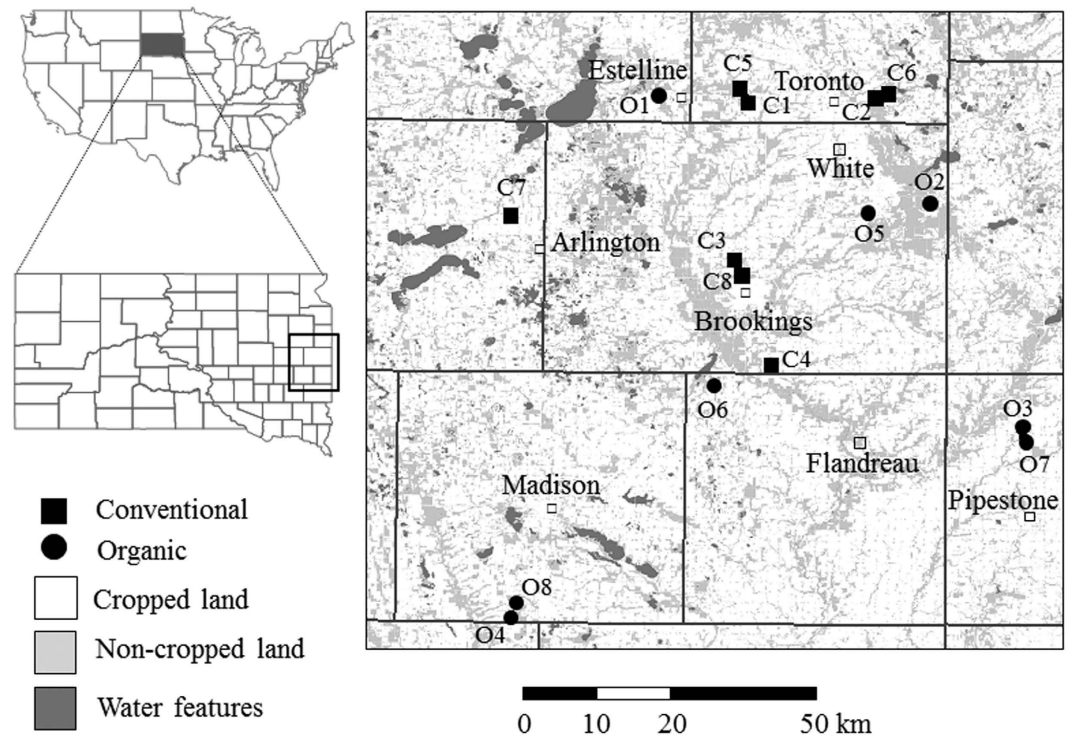 Estelline
O1
C5
C1
Toronto
C6
C2
White
C7
O2
O5
Arlington
C3
C8
Brookings
C4
O6
O3
O7
Flandreau
Madison
Pipestone
O8
O4
Conventional
Organic
Cropped land
Non-cropped land
Water features
0 10 20 50 km